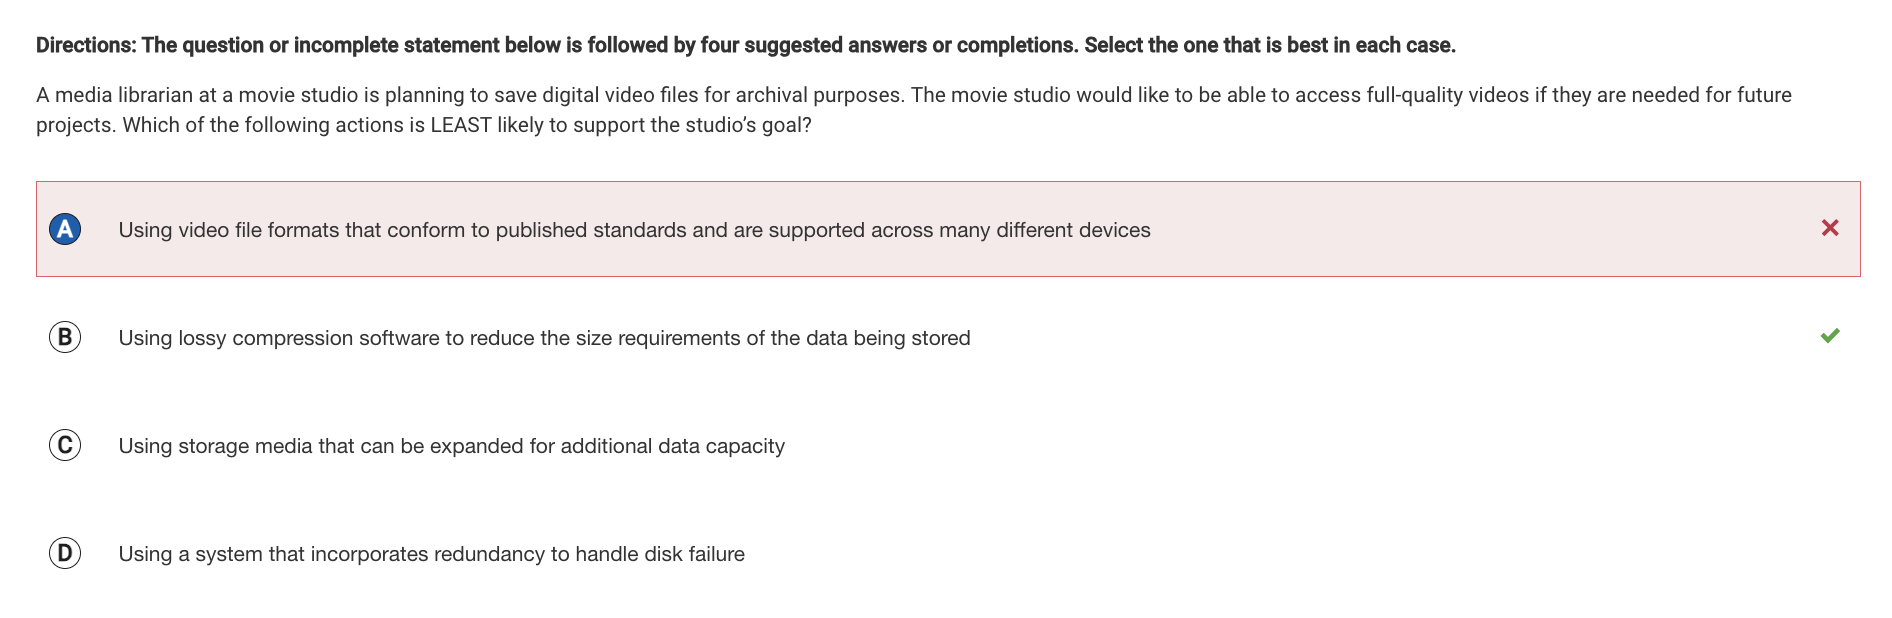 Directions: The question or incomplete statement below is followed by four suggested answers or completions. Select the one that is best in each case.
A media librarian at a movie studio is planning to save digital video files for archival purposes. The movie studio would like to be able to access full-quality videos if they are needed for future
projects. Which of the following actions is LEAST likely to support the studio’s goal?
A Using video file formats that conform to published standards and are supported across many different devices
B Using lossy compression software to reduce the size requirements of the data being stored
C Using storage media that can be expanded for additional data capacity
D Using a system that incorporates redundancy to handle disk failure